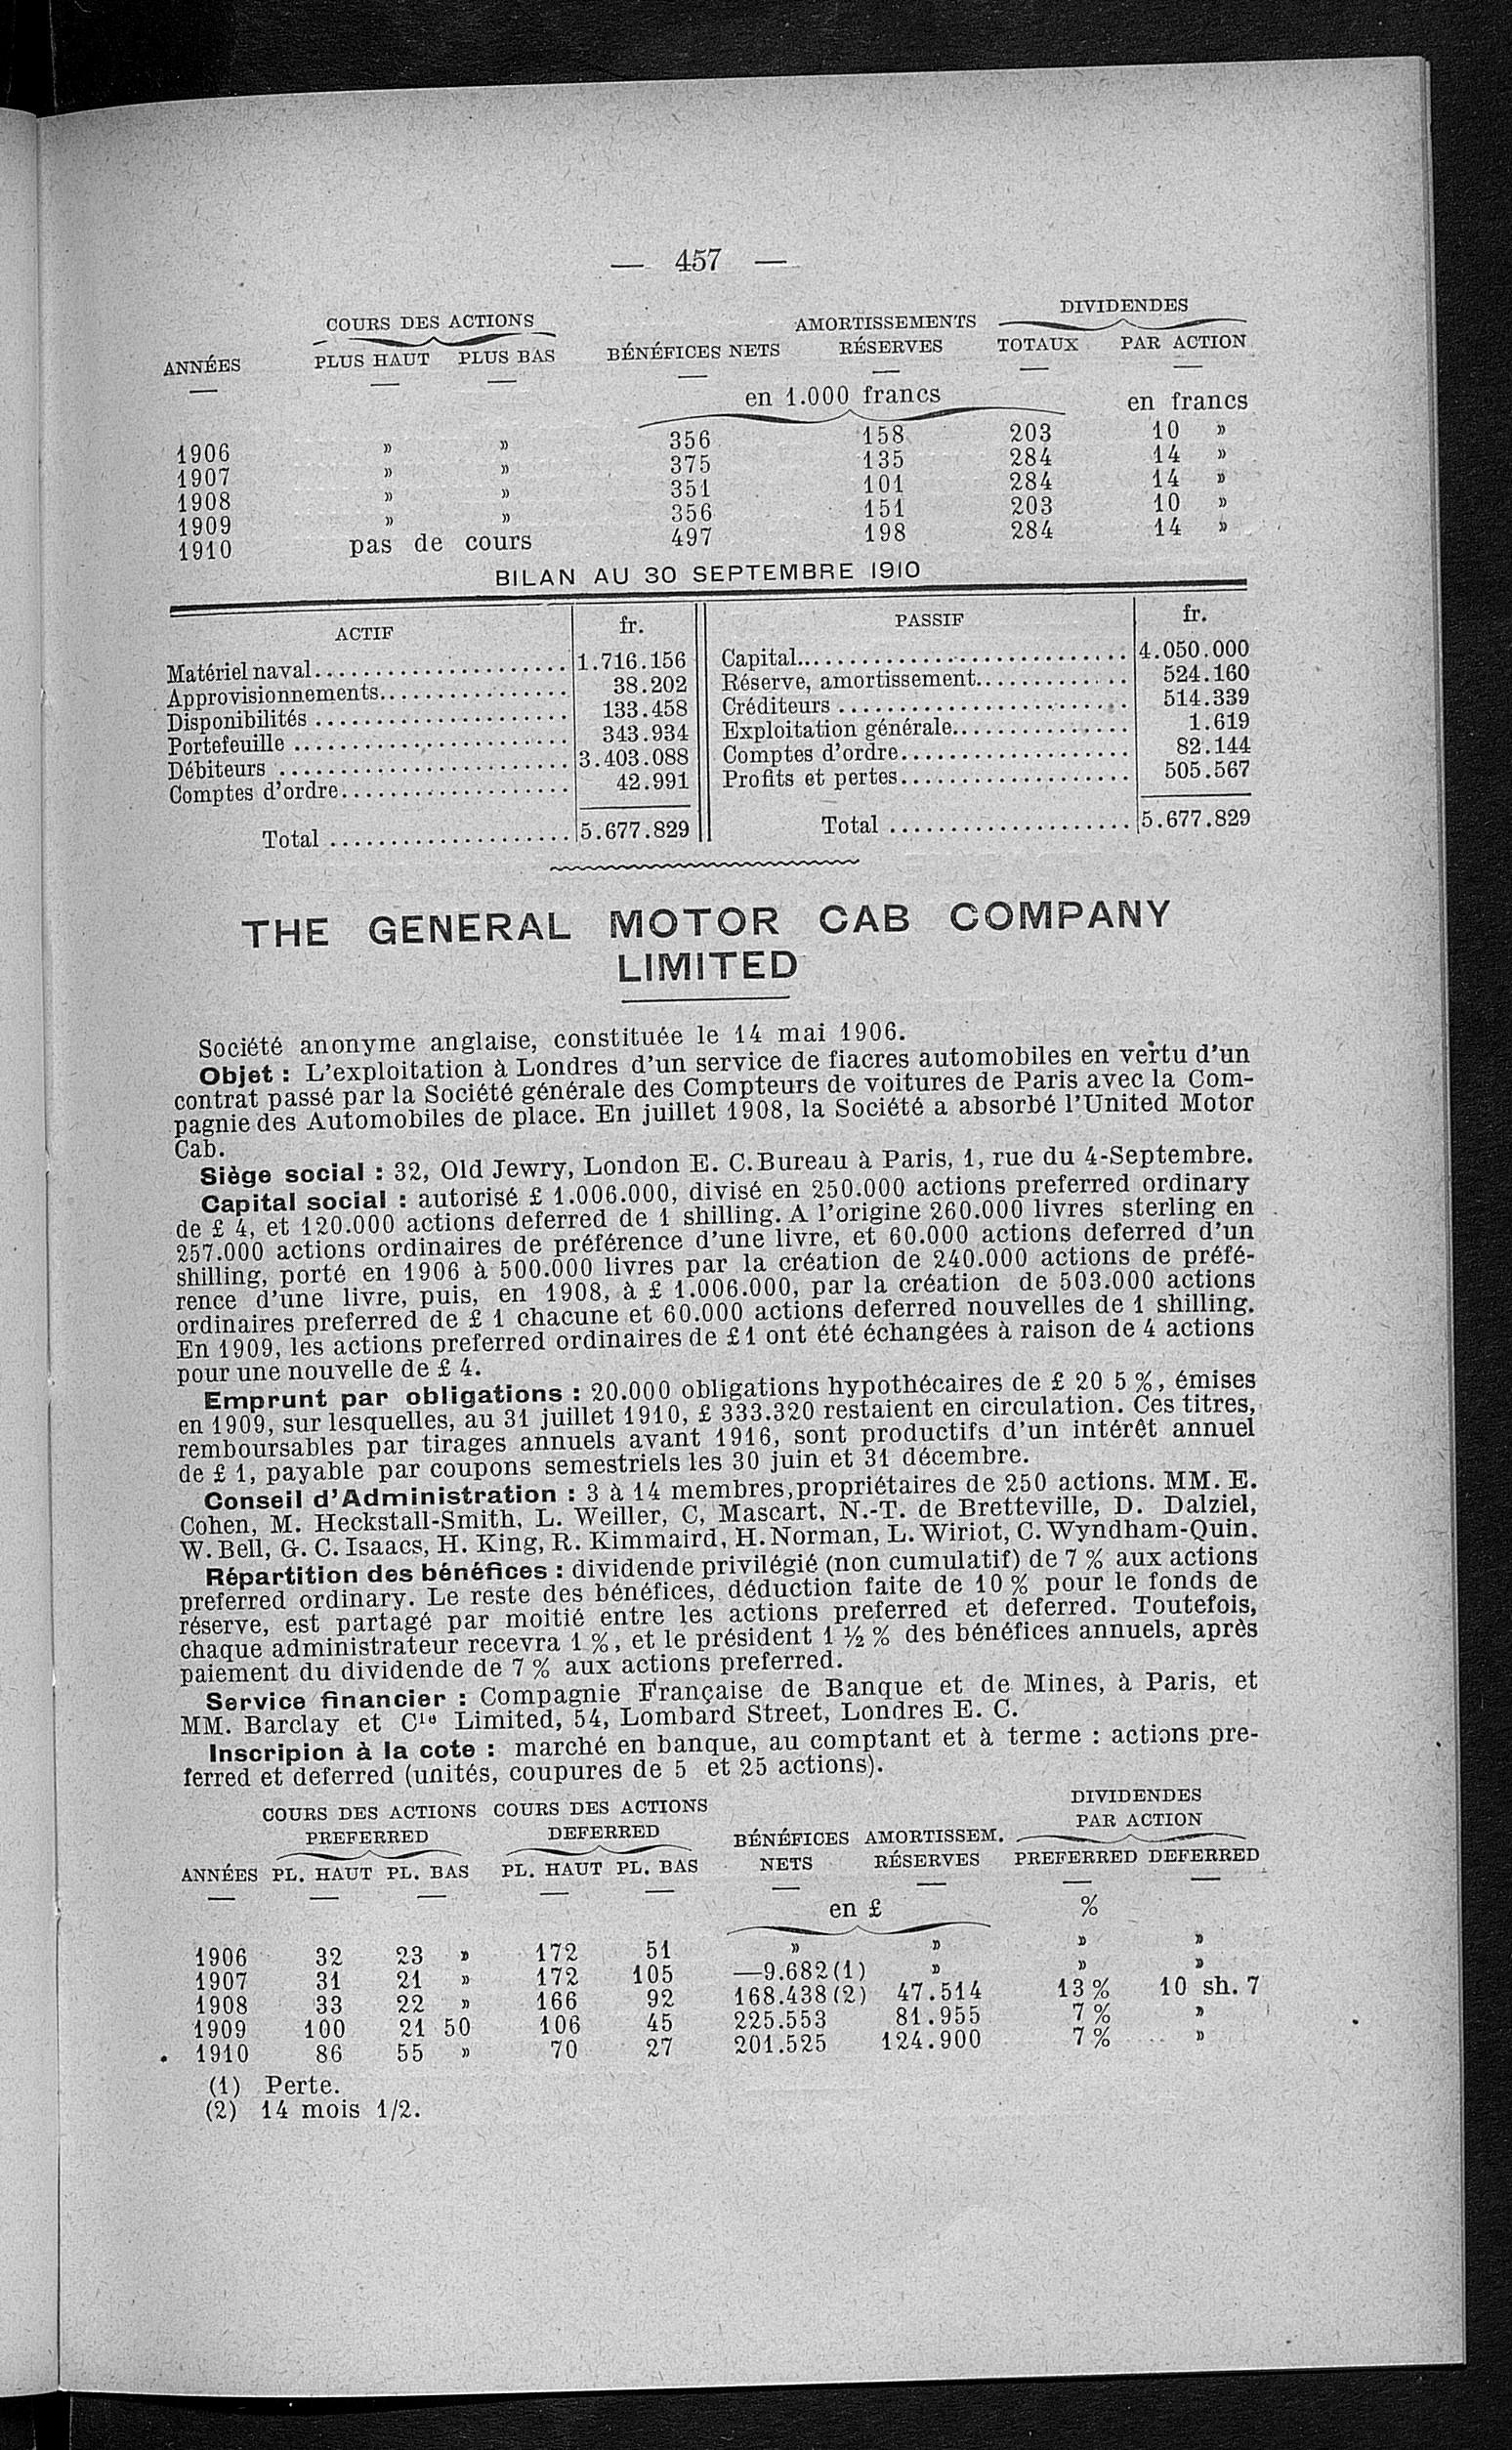 — 457 —
COURS DES ACTIONS AMORTISSEMENTS DIVIDENDES
ANNÉES PLUS HAUT PLUS BAS BÉNÉFICES NETS RÉSERVES TOTAUX PAR ACTION
en 1.000 francs en francs
1906 » » 356 158 203 10 »
1907 » » 375 135 284 14 »
1908 » » 351 101 284 14 »
1909 » » 356 151 203 10 »
1910 pas de cours 497 198 284 14 »
BILAN AU 30 SEPTEMBRE 1910
ACTIF fr. PASSIF fr.
Matériel naval..................... 1.716.156 Capital........................... 4.050.000
Approvisionnements................ 38.202 Réserve, amortissement............. 524.160
Disponibilités ..................... 133.458 Créditeurs ........................ 514.339
Portefeuille ....................... 343.934 Exploitation générale.............. 1.619
Débiteurs ........................ 3.403.088 Comptes d'ordre................... 82.144
Comptes d'ordre................... 42.991 Profits et pertes................... 505.567
Total .................... 5.677.829 Total .................... 5.677.829
THE GENERAL MOTOR CAB COMPANY
LIMITED
Société anonyme anglaise, constituée le 14 mai 1906.
Objet : L'exploitation à Londres d'un service de fiacres automobiles en vertu d'un
contrat passé par la Société générale des Compteurs de voitures de Paris avec la Com-
pagnie des Automobiles de place. En juillet 1908, la Société a absorbé l'United Motor
Cab.
Siège social : 32, Old Jewry, London E. C. Bureau à Paris, 1, rue du 4-Septembre.
Capital social : autorisé £ 1.006.000, divisé en 250.000 actions preferred ordinary
de £ 4, et 120.000 actions deferred de 1 shilling. A l'origine 260.000 livres sterling en
257.000 actions ordinaires de préférence d'une livre, et 60.000 actions deferred d'un
shilling, porté en 1906 à 500.000 livres par la création de 240.000 actions de préfé-
rence d'une livre, puis, en 1908, à £ 1.006.000, par la création de 503.000 actions
ordinaires preferred de £ 1 chacune et 60.000 actions deferred nouvelles de 1 shilling.
En 1909, les actions preferred ordinaires de £1 ont été échangées à raison de 4 actions
pour une nouvelle de £ 4.
Emprunt par obligations : 20.000 obligations hypothécaires de £ 20 5 %, émises
en 1909, sur lesquelles, au 31 juillet 1910, £ 333.320 restaient en circulation. Ces titres,
remboursables par tirages annuels avant 1916, sont productifs d'un intérêt annuel
de £ 1, payable par coupons semestriels les 30 juin et 31 décembre.
Conseil d'Administration : 3 à 14 membres, propriétaires de 250 actions. MM. E.
Cohen, M. Heckstall-Smith, L. Weiller, C, Mascart, N.-T. de Bretteville, D. Dalziel,
W. Bell, G. C. Isaacs, H. King, R. Kimmaird, H. Norman, L. Wiriot, C. Wyndham-Quin.
Répartition des bénéfices : dividende privilégié (non cumulatif) de 7 % aux actions
preferred ordinary. Le reste des bénéfices, déduction faite de 10 % pour le fonds de
réserve, est partagé par moitié entre les actions preferred et deferred. Toutefois,
chaque administrateur recevra 1 %, et le président 1 ½ % des bénéfices annuels, après
paiement du dividende de 7 % aux actions preferred.
Service financier : Compagnie Française de Banque et de Mines, à Paris, et
MM. Barclay et Cie Limited, 54, Lombard Street, Londres E. C.
Inscripion à la cote : marché en banque, au comptant et à terme : actions pre-
ferred et deferred (unités, coupures de 5 et 25 actions).
COURS DES ACTIONS COURS DES ACTIONS DIVIDENDES
PREFERRED DEFERRED BÉNÉFICES AMORTISSEM. PAR ACTION
ANNÉES PL. HAUT PL. BAS PL. HAUT PL. BAS NETS RÉSERVES PREFERRED DEFERRED
en £ %
1906 32 23 » 172 51 » » » »
1907 31 21 » 172 105 —9.682 (1) » » »
1908 33 22 » 166 92 168.438 (2) 47.514 13 % 10 sh. 7
1909 100 21 50 106 45 225.553 81.955 7 % »
1910 86 55 » 70 27 201.525 124.900 7 % »
(1) Perte.
(2) 14 mois 1/2.